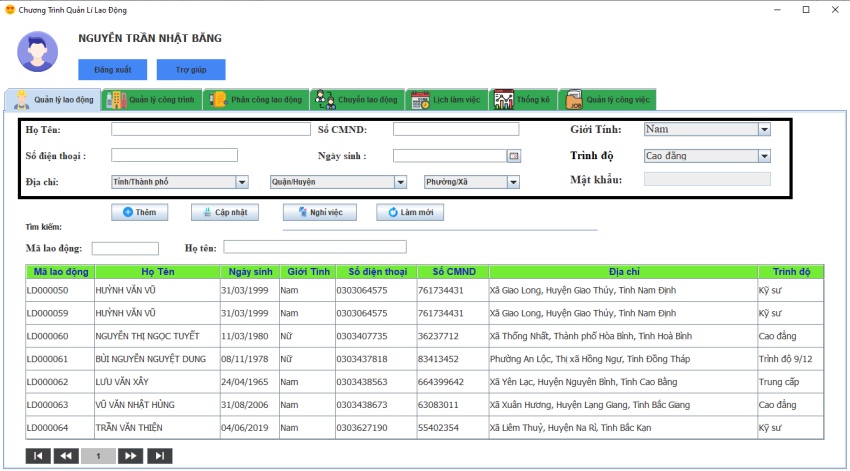 Chương Trình Quản Lí Lao Động
NGUYỄN TRẦN NHẬT BẰNG
Đăng xuất Trợ giúp
Quản lý lao động Quản lý công trình Phân công lao động Chuyển lao động Lịch làm việc Thống kê Quản lý công việc
Họ Tên: Số CMND: Giới Tính: Nam
Số điện thoại : Ngày sinh : Trình độ Cao đẳng
Địa chỉ: Tỉnh/Thành phố Quận/Huyện Phường/Xã Mật khẩu:
Thêm Cập nhật Nghỉ việc Làm mới
Tìm kiếm:
Mã lao động: Họ tên:
Mã lao động Họ Tên Ngày sinh Giới Tính Số điện thoại Số CMND Địa chỉ Trình độ
LD000050 HUỲNH VĂN VŨ 31/03/1999 Nam 0303064575 761734431 Xã Giao Long, Huyện Giao Thủy, Tỉnh Nam Định Kỹ sư
LD000059 HUỲNH VĂN VŨ 31/03/1999 Nam 0303064575 761734431 Xã Giao Long, Huyện Giao Thủy, Tỉnh Nam Định Kỹ sư
LD000060 NGUYỄN THỊ NGỌC TUYẾT 11/03/1980 Nữ 0303407735 36237712 Xã Thống Nhất, Thành phố Hòa Bình, Tỉnh Hoà Bình Cao đẳng
LD000061 BÙI NGUYỄN NGUYỆT DUNG 08/11/1978 Nữ 0303437818 83413452 Phường An Lộc, Thị xã Hồng Ngự, Tỉnh Đồng Tháp Trình độ 9/12
LD000062 LƯU VĂN XÂY 24/04/1965 Nam 0303438563 664399642 Xã Yên Lạc, Huyện Nguyên Bình, Tỉnh Cao Bằng Trung cấp
LD000063 VŨ VĂN NHẬT HÙNG 31/08/2006 Nam 0303438673 63083011 Xã Xuân Hương, Huyện Lạng Giang, Tỉnh Bắc Giang Cao đẳng
LD000064 TRẦN VĂN THIỆN 04/06/2019 Nam 0303627190 55402354 Xã Liêm Thuỷ, Huyện Na Rì, Tỉnh Bắc Kạn Kỹ sư
1